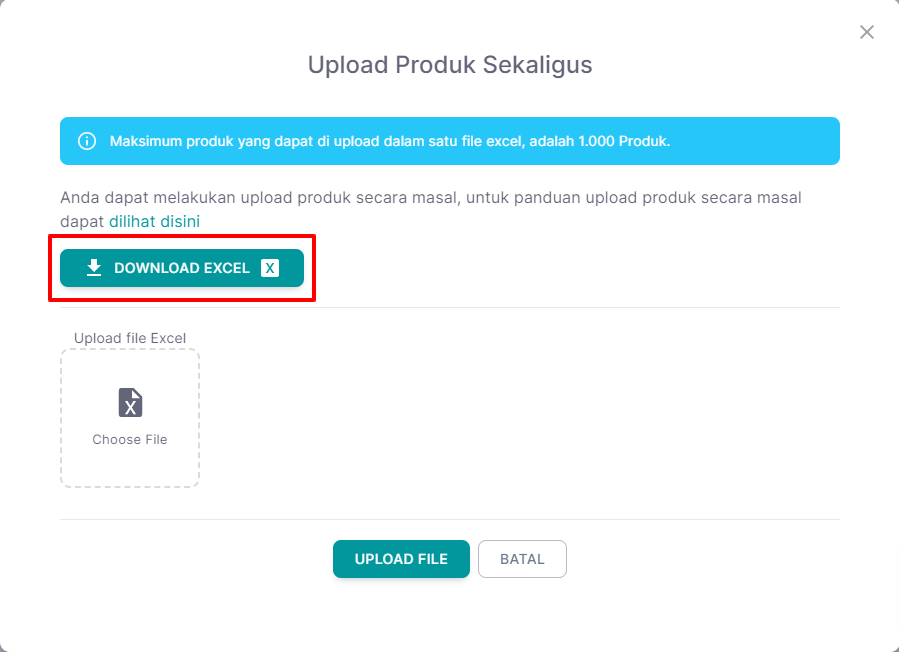 Upload Produk Sekaligus
Maksimum produk yang dapat di upload dalam satu file excel, adalah 1.000 Produk.
Anda dapat melakukan upload produk secara masal, untuk panduan upload produk secara masal
dapat dilihat disini
DOWNLOAD EXCEL X
Upload file Excel
X
Choose File
UPLOAD FILE
BATAL